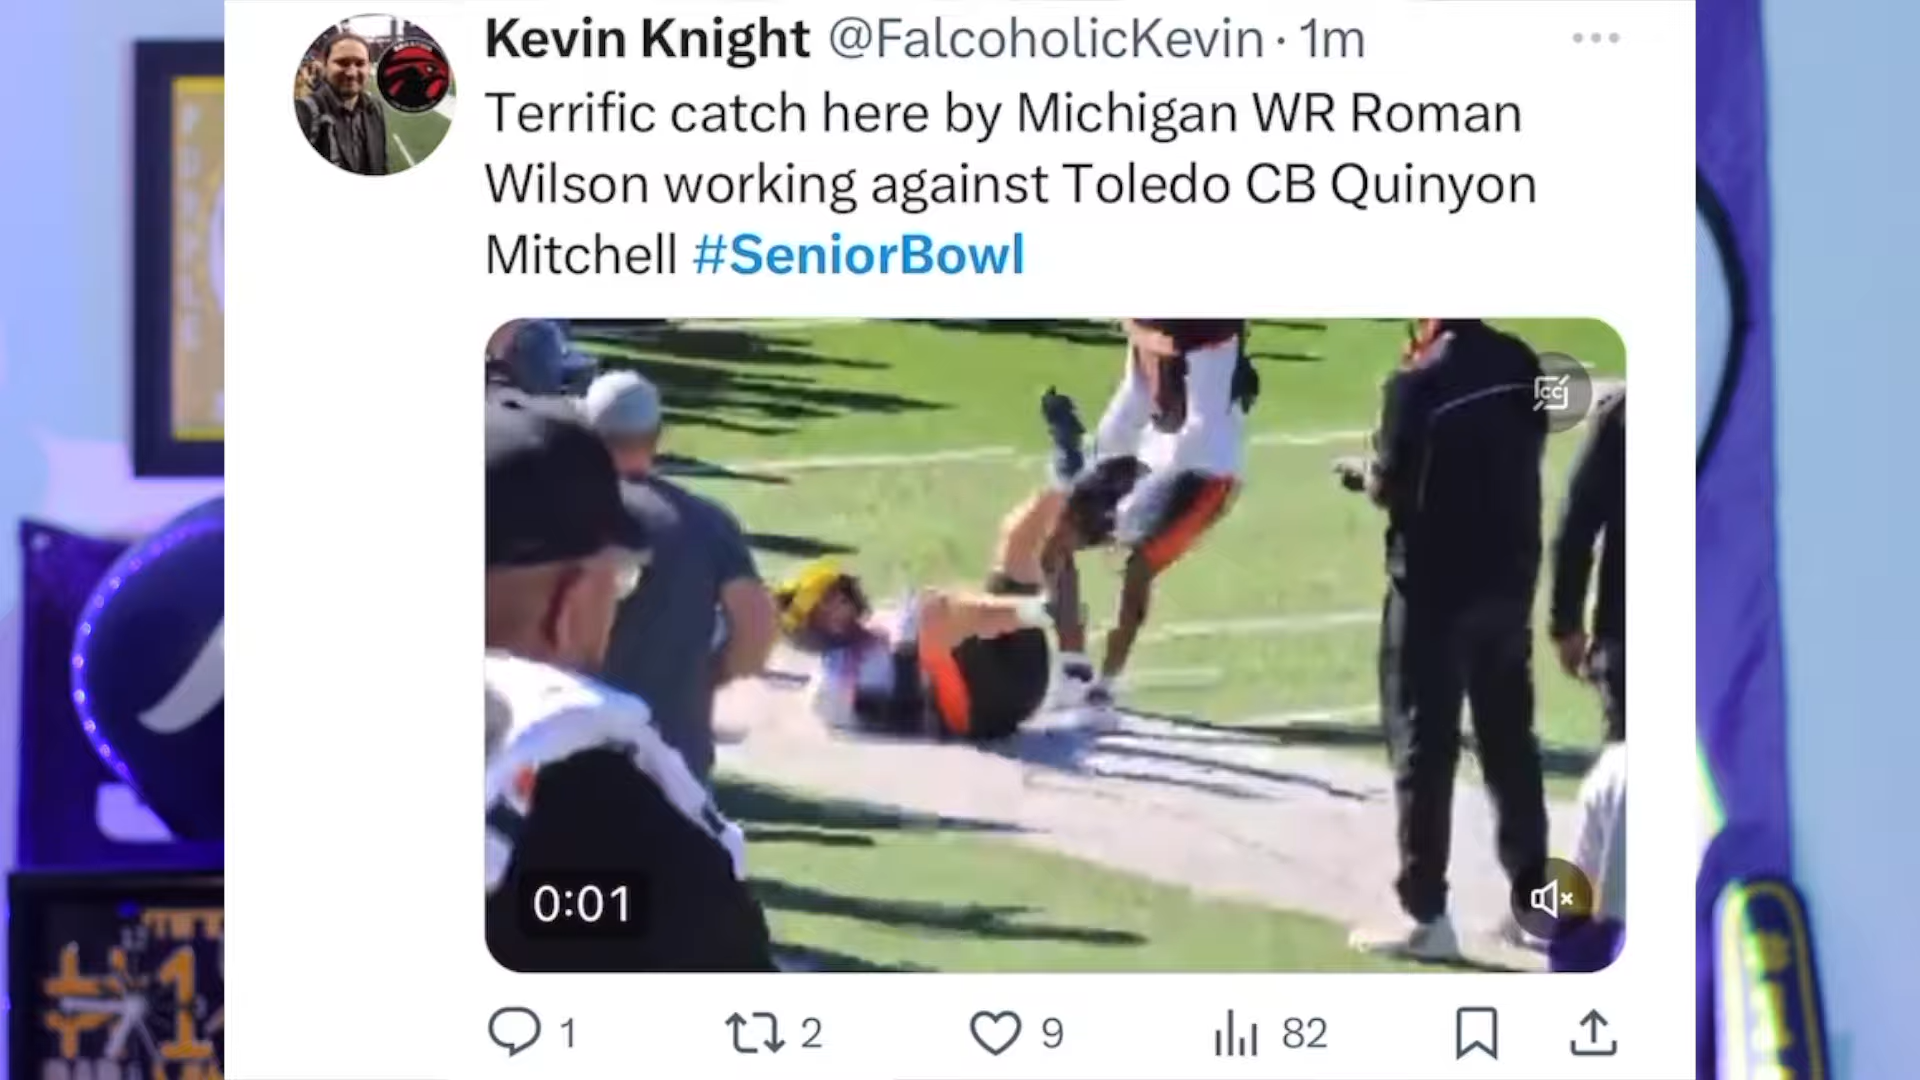 Kevin Knight @FalcoholicKevin · 1m
Terrific catch here by Michigan WR Roman
Wilson working against Toledo CB Quinyon
Mitchell #SeniorBowl
CC
0:01
1 2 9 82